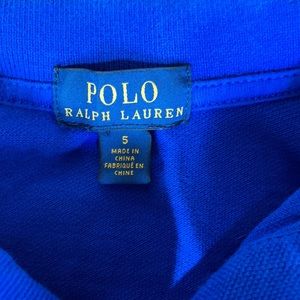 POLO
RALPH LAUREN
5
MADE IN
CHINA
FABRIQUÉ EN
CHINE